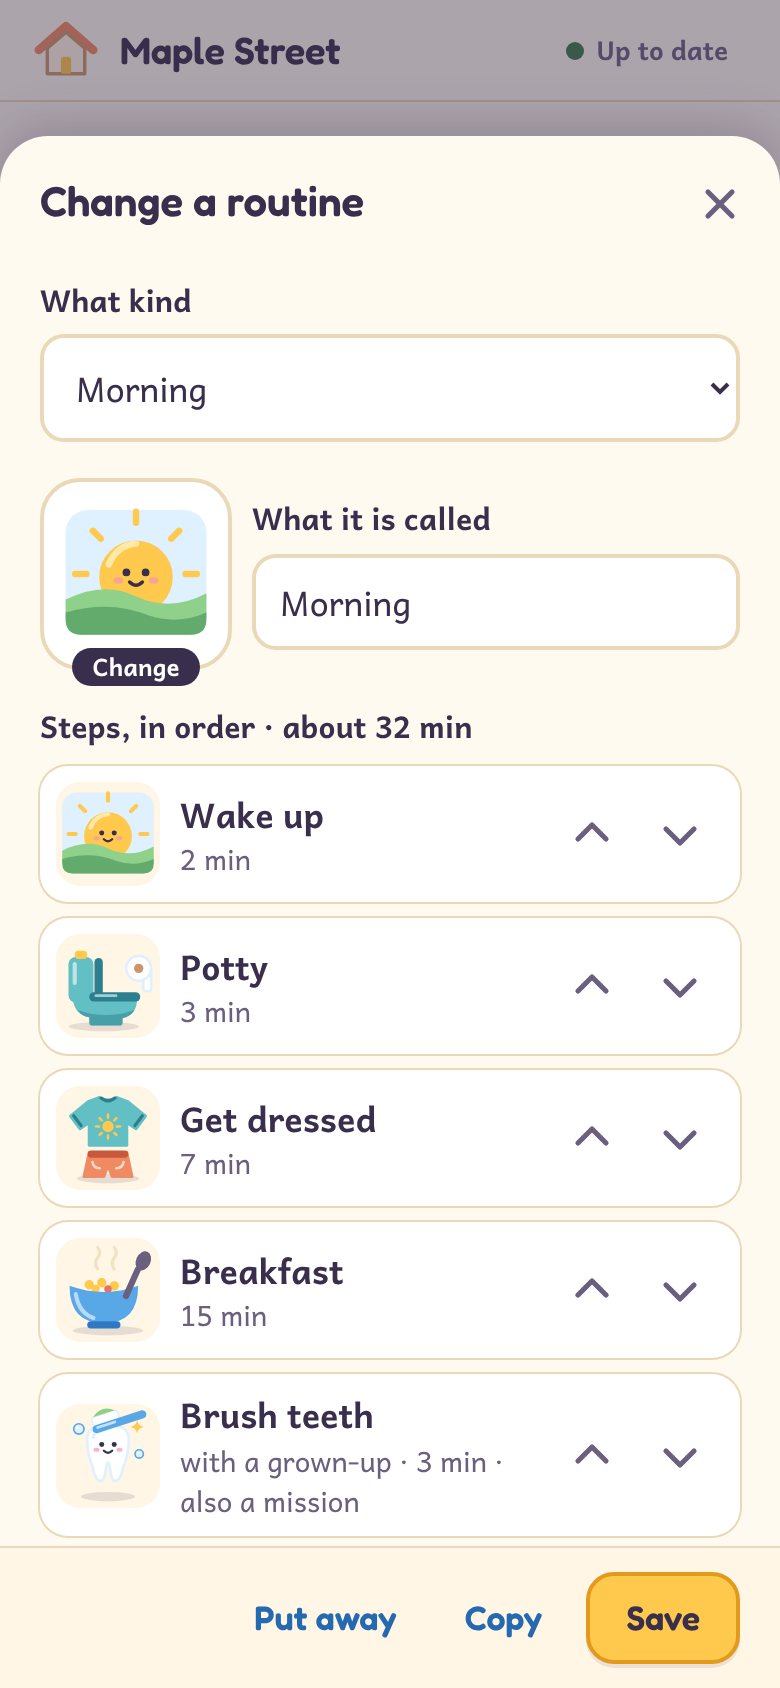 Maple Street
Up to date
Change a routine
What kind
Morning
Change
What it is called
Morning
Steps, in order · about 32 min
Wake up
2 min
Potty
3 min
Get dressed
7 min
Breakfast
15 min
Brush teeth
with a grown-up · 3 min ·
also a mission
Put away
Copy
Save